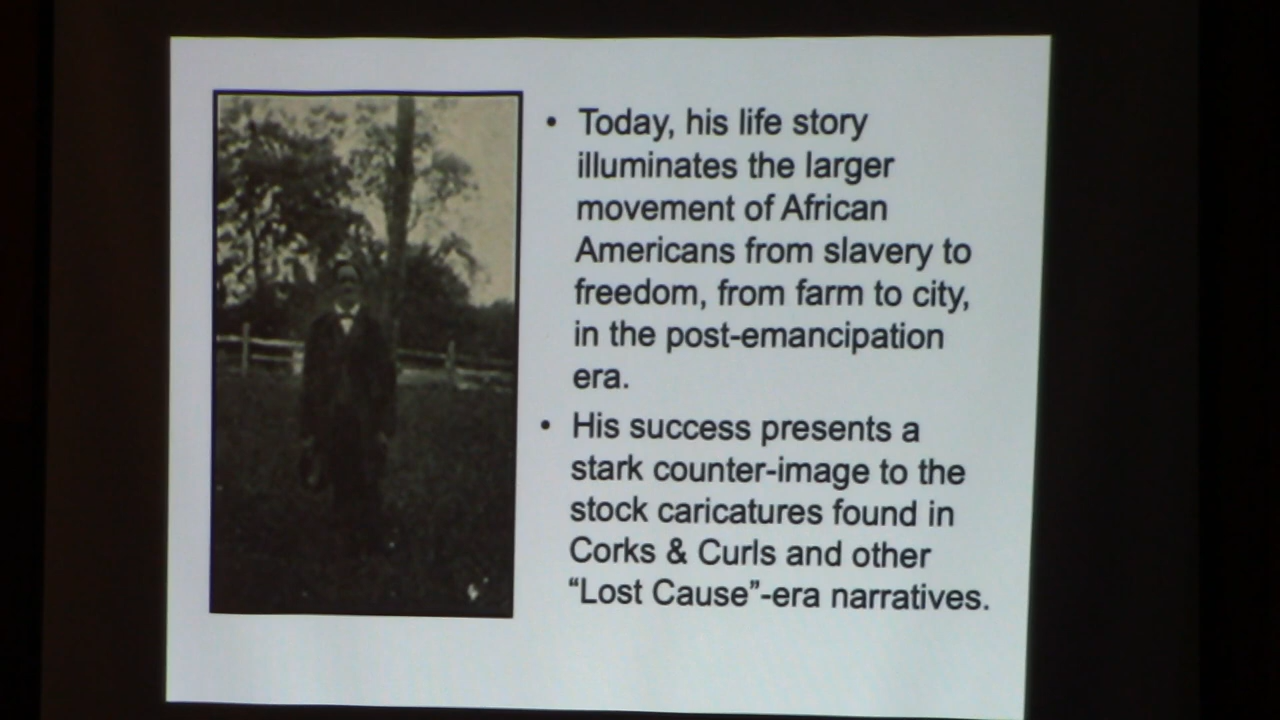 • Today, his life story
illuminates the larger
movement of African
Americans from slavery to
freedom, from farm to city,
in the post-emancipation
era.
• His success presents a
stark counter-image to the
stock caricatures found in
Corks & Curls and other
“Lost Cause”-era narratives.